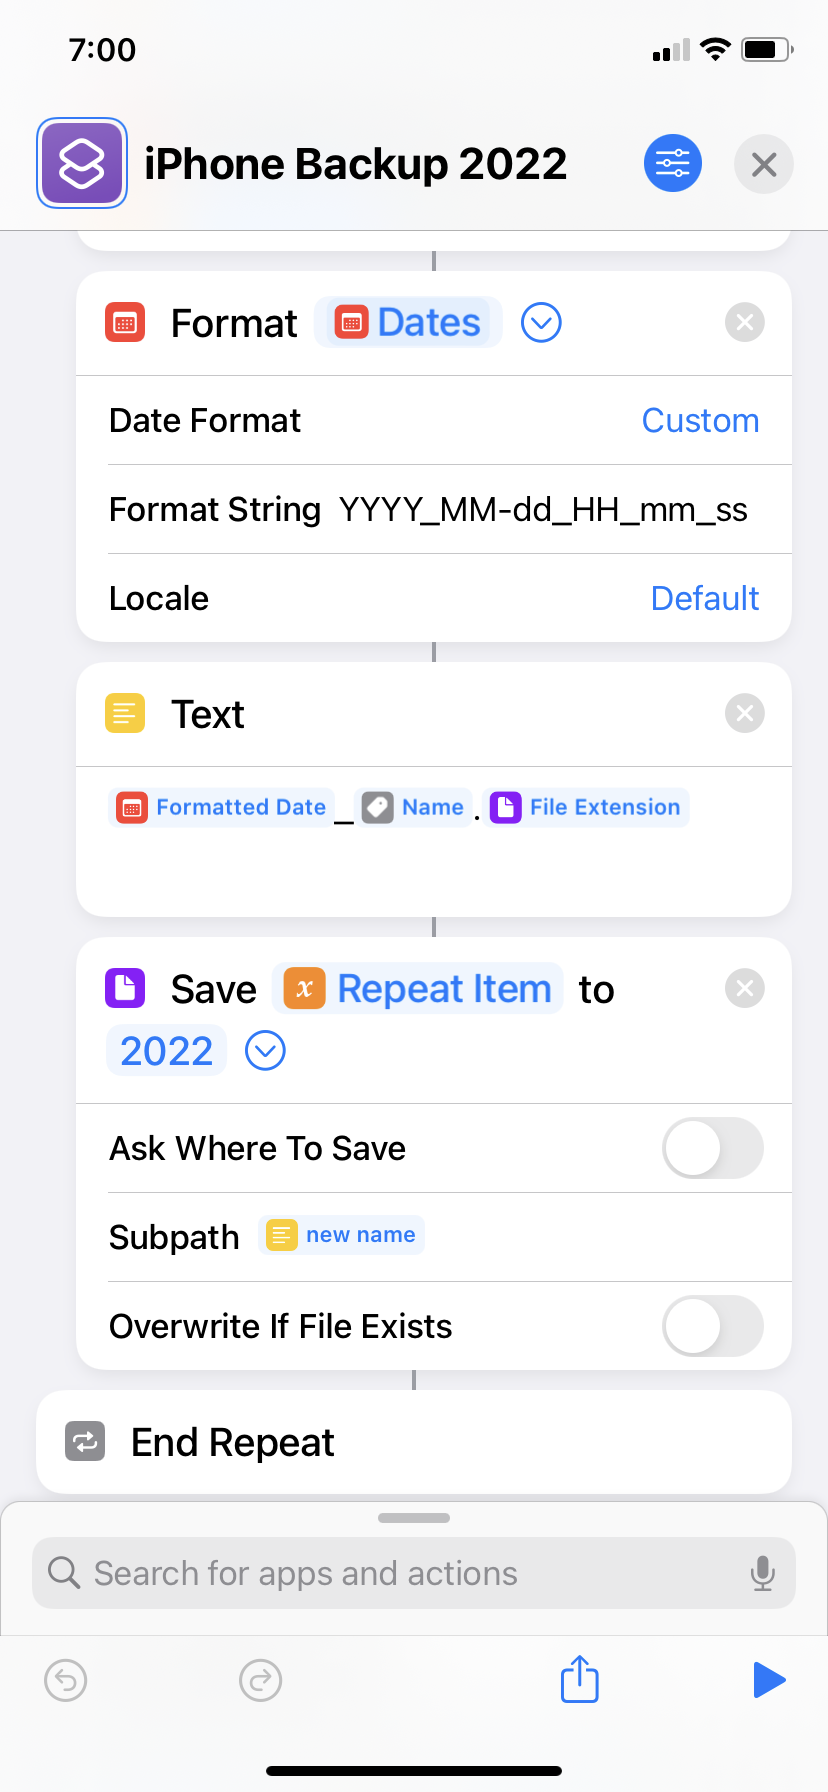 7:00
iPhone Backup 2022
Format Dates
Date Format Custom
Format String YYYY_MM-dd_HH_mm_ss
Locale Default
Text
Formatted Date _ Name . File Extension
Save x Repeat Item to
2022
Ask Where To Save
Subpath new name
Overwrite If File Exists
End Repeat
Search for apps and actions